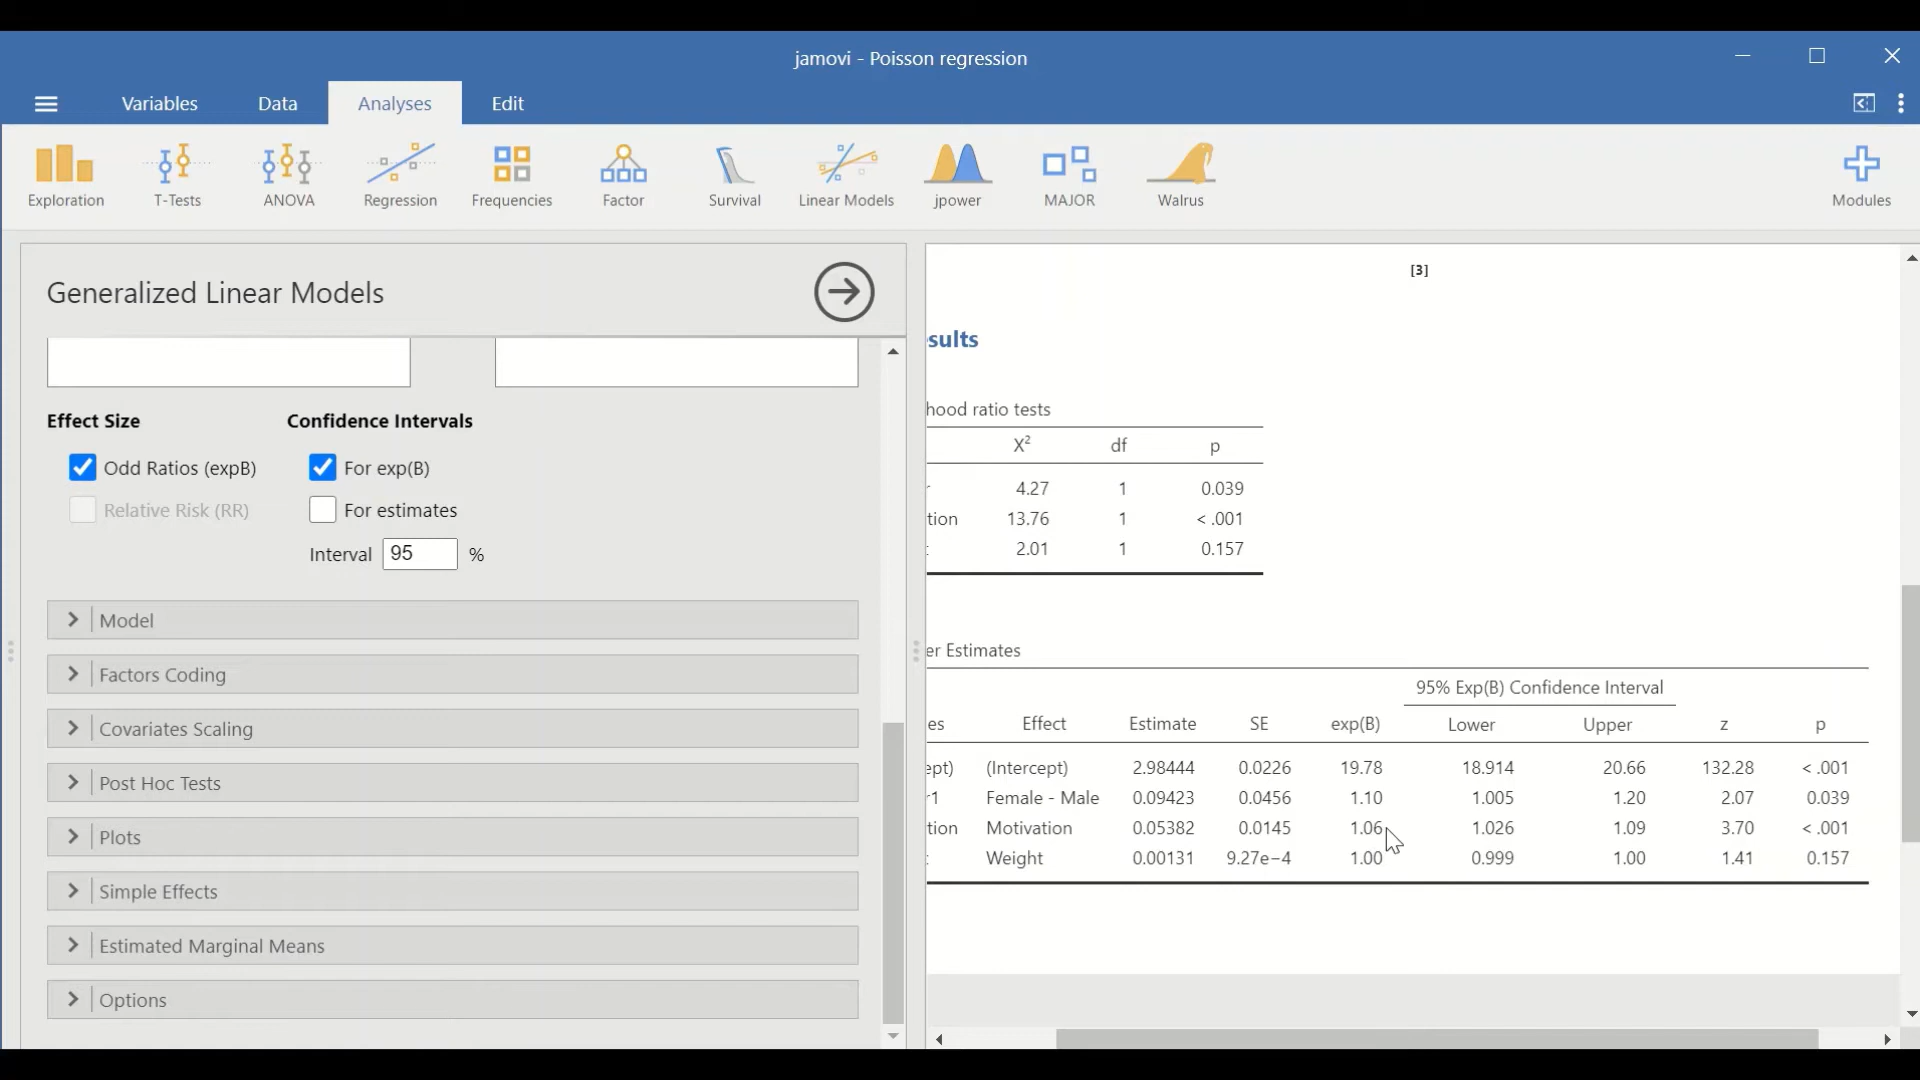 jamovi - Poisson regression
Variables Data Analyses Edit
Exploration T-Tests ANOVA Regression Frequencies Factor Survival Linear Models jpower MAJOR Walrus Modules
Generalized Linear Models
Effect Size Confidence Intervals
Odd Ratios (expB) For exp(B)
Relative Risk (RR) For estimates
Interval 95 %
Model
Factors Coding
Covariates Scaling
Post Hoc Tests
Plots
Simple Effects
Estimated Marginal Means
Options
[3]
sults
hood ratio tests
X² df p
r 4.27 1 0.039
tion 13.76 1 < .001
t 2.01 1 0.157
er Estimates
95% Exp(B) Confidence Interval
es Effect Estimate SE exp(B) Lower Upper z p
ept) (Intercept) 2.98444 0.0226 19.78 18.914 20.66 132.28 < .001
r1 Female - Male 0.09423 0.0456 1.10 1.005 1.20 2.07 0.039
tion Motivation 0.05382 0.0145 1.06 1.026 1.09 3.70 < .001
t Weight 0.00131 9.27e−4 1.00 0.999 1.00 1.41 0.157